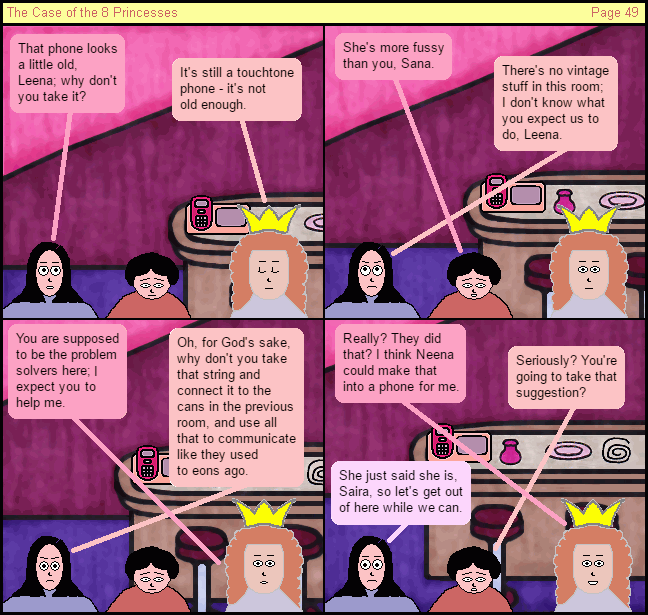 The Case of the 8 Princesses
Page 49
That phone looks
a little old,
Leena; why don't
you take it?
It's still a touchtone
phone - it's not
old enough.
She's more fussy
than you, Sana.
There's no vintage
stuff in this room;
I don't know what
you expect us to
do, Leena.
You are supposed
to be the problem
solvers here; I
expect you to
help me.
Oh, for God's sake,
why don't you take
that string and
connect it to the
cans in the previous
room, and use all
that to communicate
like they used
to eons ago.
Really? They did
that? I think Neena
could make that
into a phone for me.
Seriously? You're
going to take that
suggestion?
She just said she is,
Saira, so let's get out
of here while we can.